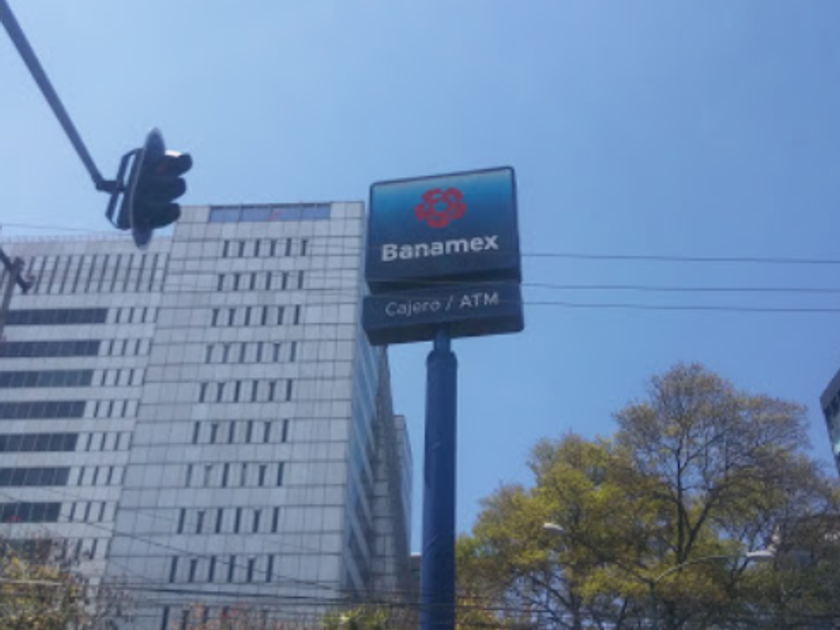 Banamex
Cajero / ATM